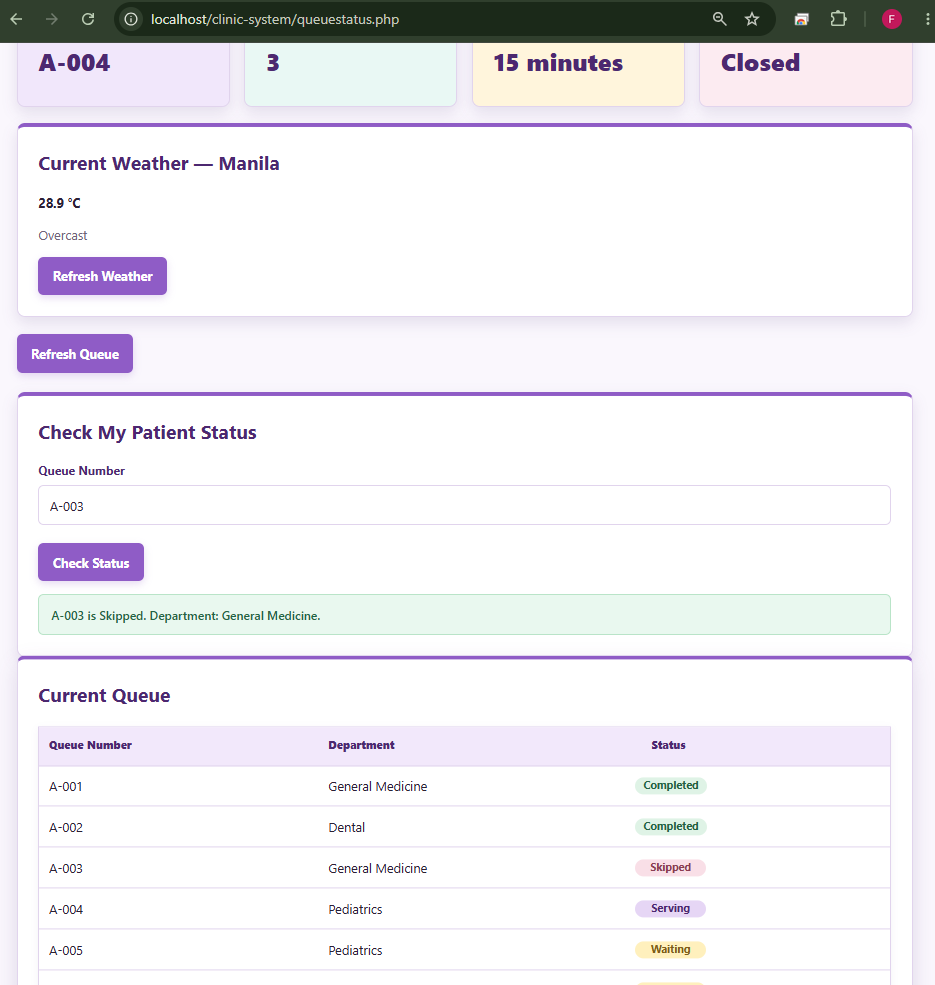 localhost/clinic-system/queuestatus.php
F
A-004
3
15 minutes
Closed
Current Weather — Manila
28.9 °C
Overcast
Refresh Weather
Refresh Queue
Check My Patient Status
Queue Number
A-003
Check Status
A-003 is Skipped. Department: General Medicine.
Current Queue
Queue Number Department Status
A-001 General Medicine Completed
A-002 Dental Completed
A-003 General Medicine Skipped
A-004 Pediatrics Serving
A-005 Pediatrics Waiting